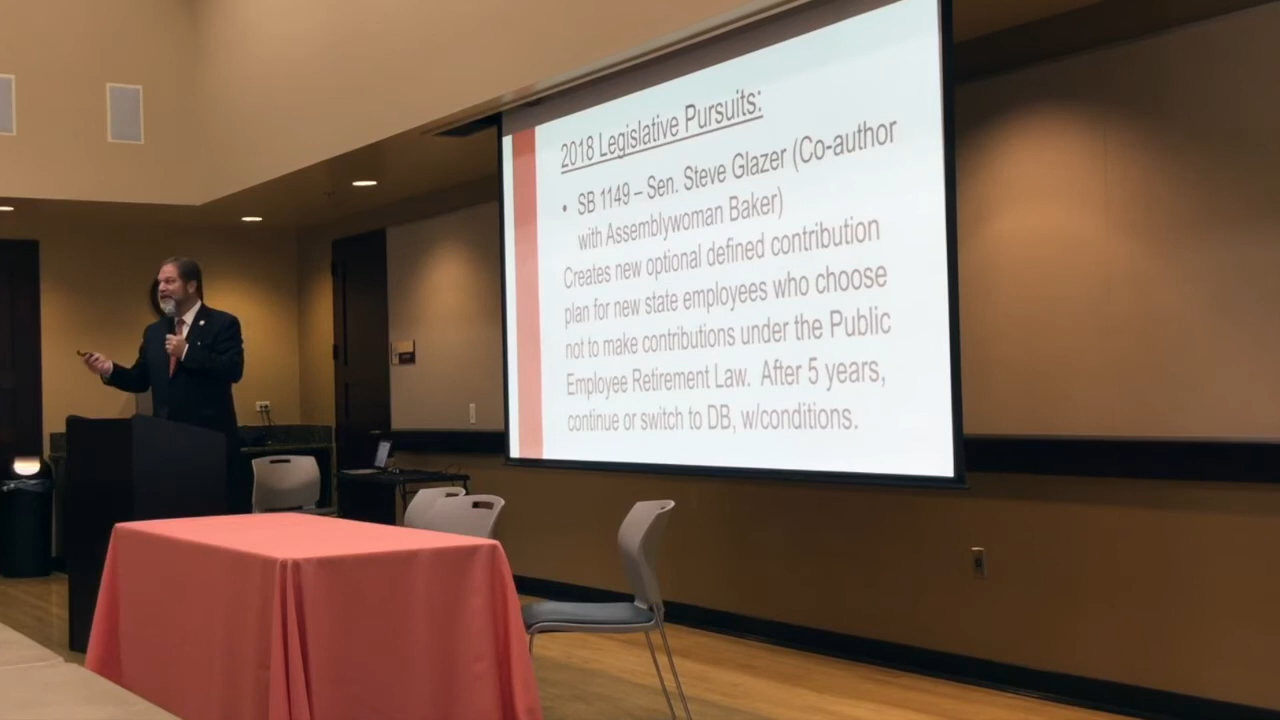 2018 Legislative Pursuits:
• SB 1149 – Sen. Steve Glazer (Co-author
with Assemblywoman Baker)
Creates new optional defined contribution
plan for new state employees who choose
not to make contributions under the Public
Employee Retirement Law. After 5 years,
continue or switch to DB, w/conditions.